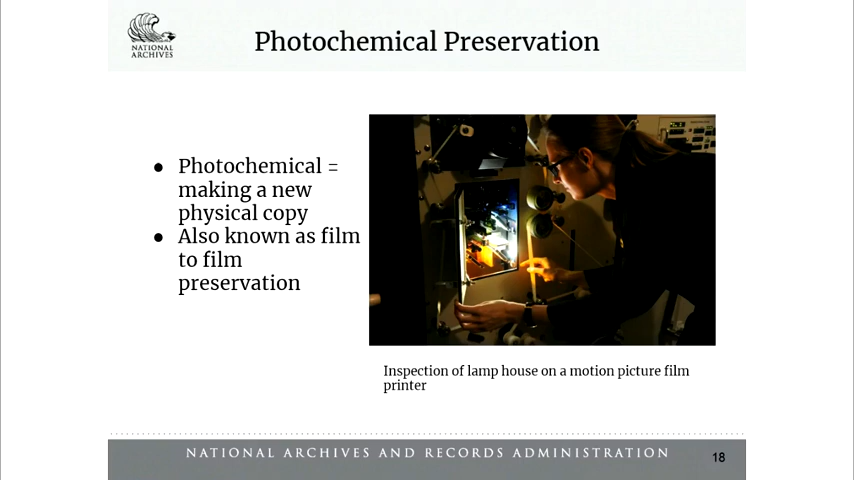 NATIONAL
ARCHIVES
Photochemical Preservation
● Photochemical =
making a new
physical copy
● Also known as film
to film
preservation
Inspection of lamp house on a motion picture film
printer
NATIONAL ARCHIVES AND RECORDS ADMINISTRATION
18